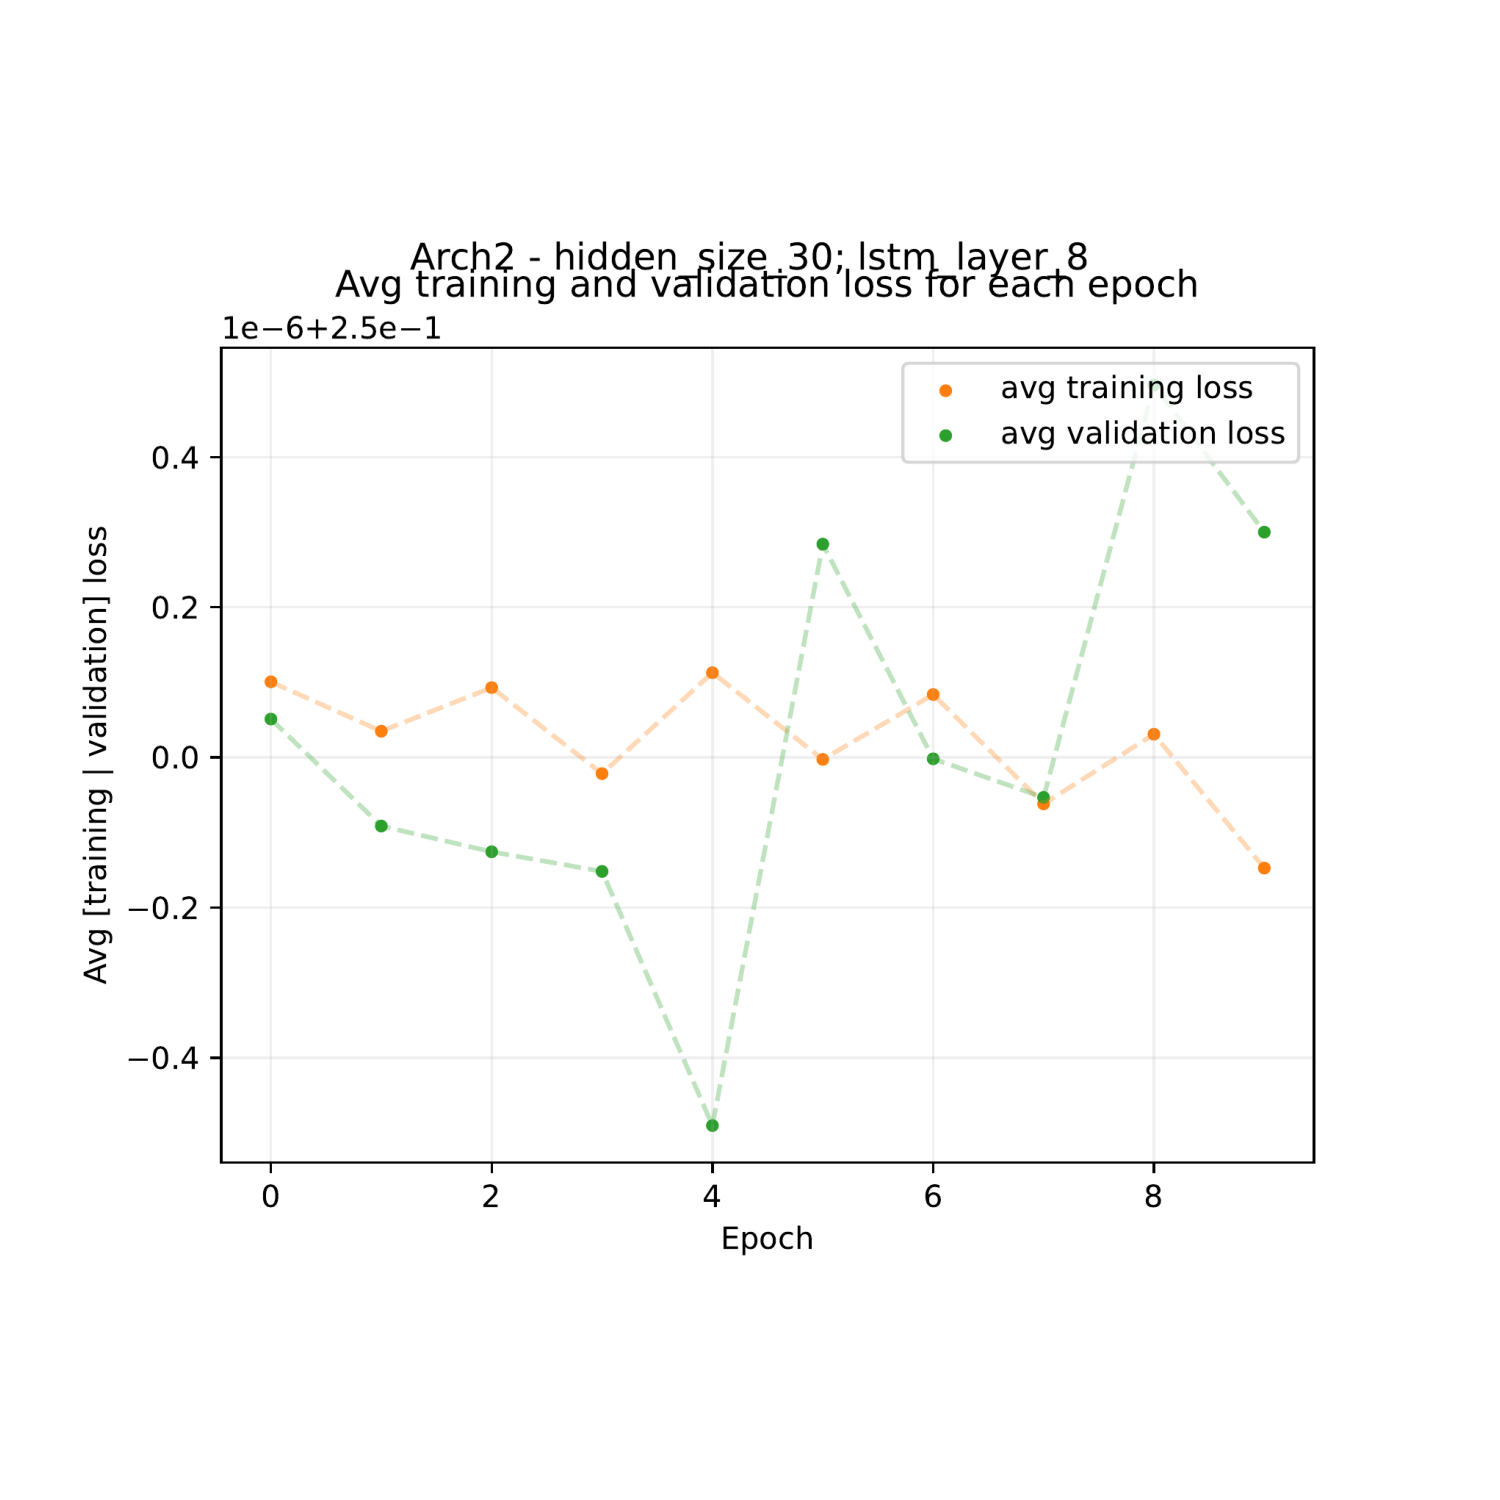 Arch2 - hidden_size_30; lstm_layer_8
Avg training and validation loss for each epoch
1e−6+2.5e−1
avg training loss
avg validation loss
0.4
0.2
0.0
−0.2
−0.4
Avg [training | validation] loss
0 2 4 6 8
Epoch